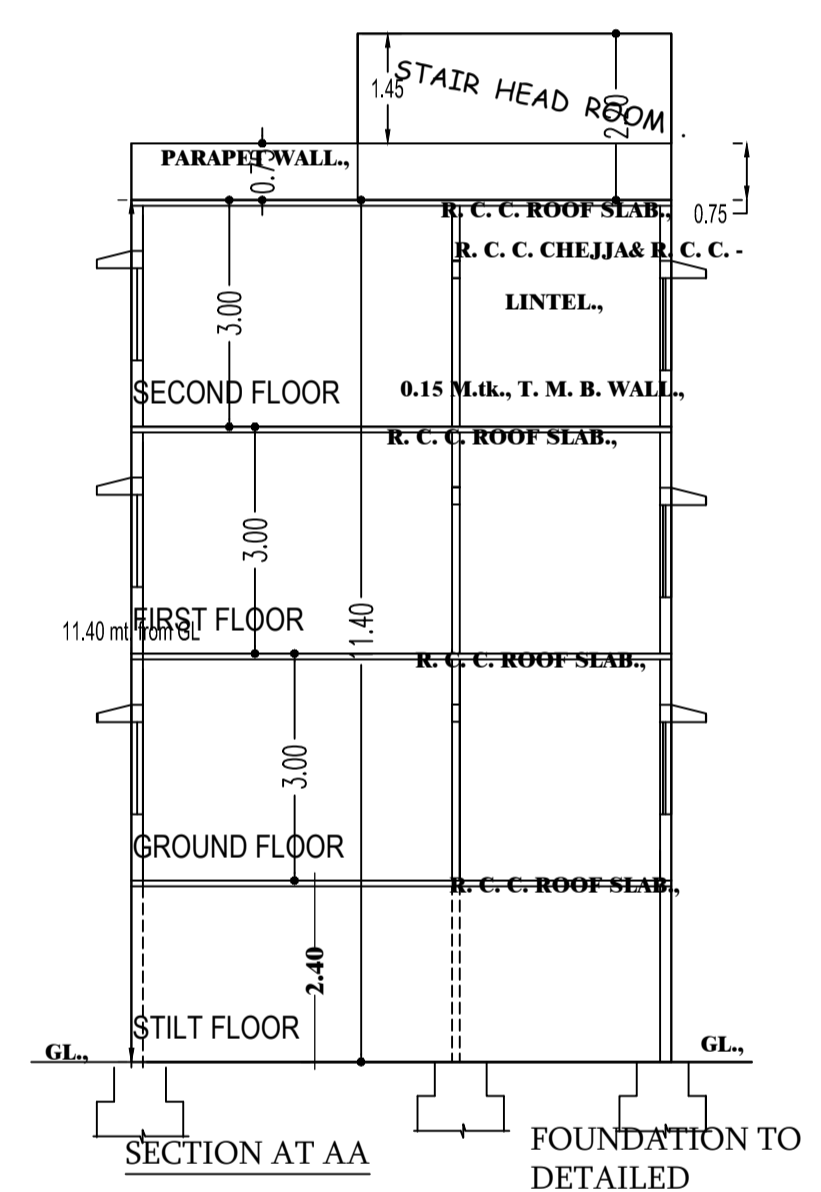 STAIR HEAD ROOM .
1.45
2.20
PARAPET WALL.,
0.75
R. C. C. ROOF SLAB.,
0.75
R. C. C. CHEJJA& R. C. C. -
LINTEL.,
3.00
SECOND FLOOR
0.15 M.tk., T. M. B. WALL.,
R. C. C. ROOF SLAB.,
3.00
FIRST FLOOR
11.40 mt from GL
11.40
R. C. C. ROOF SLAB.,
3.00
GROUND FLOOR
R. C. C. ROOF SLAB.,
2.40
STILT FLOOR
GL.,
GL.,
SECTION AT AA
FOUNDATION TO
DETAILED